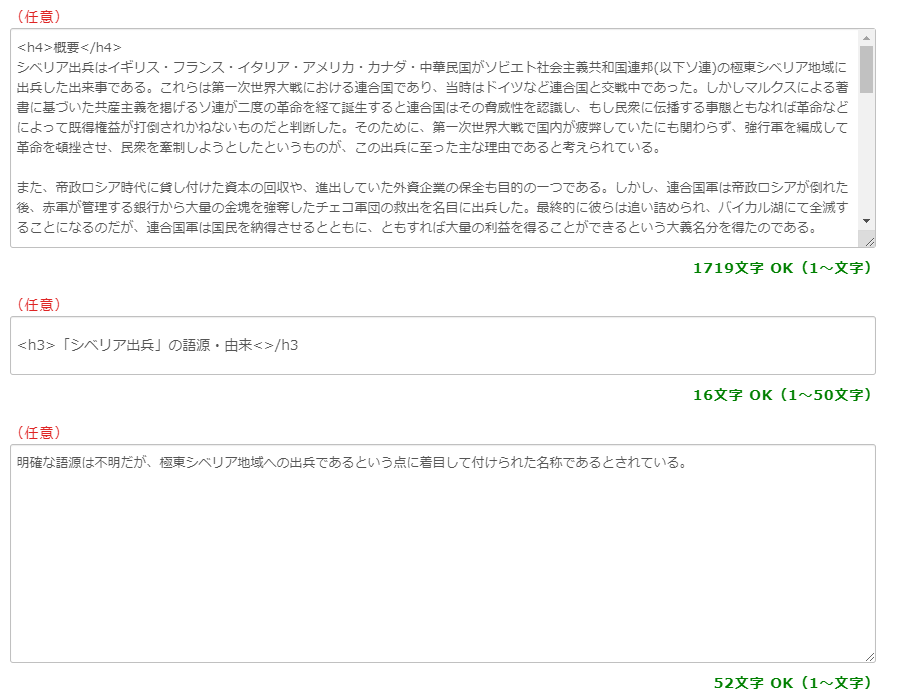 （任意）
<h4>概要</h4>
シベリア出兵はイギリス・フランス・イタリア・アメリカ・カナダ・中華民国がソビエト社会主義共和国連邦(以下ソ連)の極東シベリア地域に
出兵した出来事である。これらは第一次世界大戦における連合国であり、当時はドイツなど連合国と交戦中であった。しかしマルクスによる著
書に基づいた共産主義を掲げるソ連が二度の革命を経て誕生すると連合国はその脅威性を認識し、もし民衆に伝播する事態ともなれば革命など
によって既得権益が打倒されかねないものだと判断した。そのために、第一次世界大戦で国内が疲弊していたにも関わらず、強行軍を編成して
革命を頓挫させ、民衆を牽制しようとしたというものが、この出兵に至った主な理由であると考えられている。
また、帝政ロシア時代に貸し付けた資本の回収や、進出していた外資企業の保全も目的の一つである。しかし、連合国軍は帝政ロシアが倒れた
後、赤軍が管理する銀行から大量の金塊を強奪したチェコ軍団の救出を名目に出兵した。最終的に彼らは追い詰められ、バイカル湖にて全滅す
ることになるのだが、連合国軍は国民を納得させるとともに、ともすれば大量の利益を得ることができるという大義名分を得たのである。
1719文字 OK（1～文字）
（任意）
<h3>「シベリア出兵」の語源・由来<>/h3
16文字 OK（1～50文字）
（任意）
明確な語源は不明だが、極東シベリア地域への出兵であるという点に着目して付けられた名称であるとされている。
52文字 OK（1～文字）